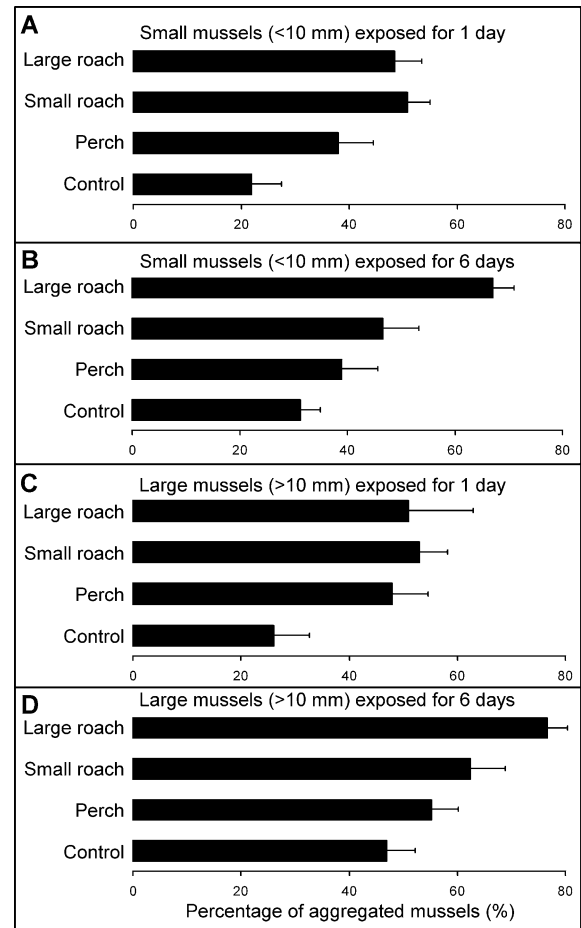 A
Small mussels (<10 mm) exposed for 1 day
Large roach
Small roach
Perch
Control
0 20 40 60 80
B
Small mussels (<10 mm) exposed for 6 days
Large roach
Small roach
Perch
Control
0 20 40 60 80
C
Large mussels (>10 mm) exposed for 1 day
Large roach
Small roach
Perch
Control
0 20 40 60 80
D
Large mussels (>10 mm) exposed for 6 days
Large roach
Small roach
Perch
Control
0 20 40 60 80
Percentage of aggregated mussels (%)